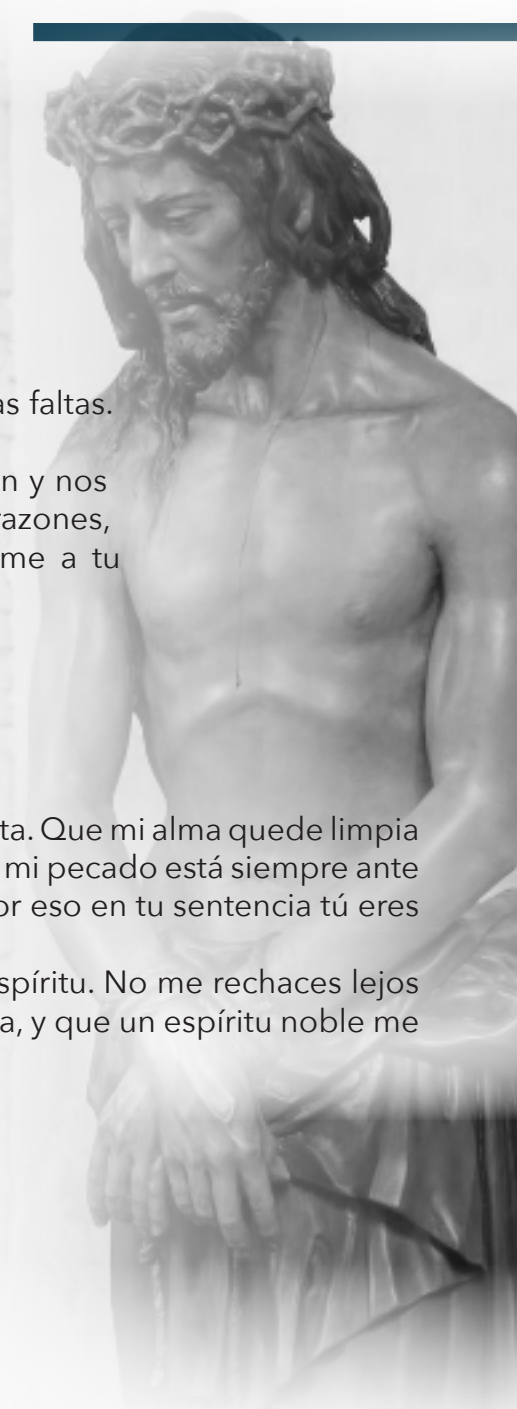 as faltas.
n y nos
razones,
me a tu
ta. Que mi alma quede limpia
mi pecado está siempre ante
or eso en tu sentencia tú eres
spíritu. No me rechaces lejos
a, y que un espíritu noble me